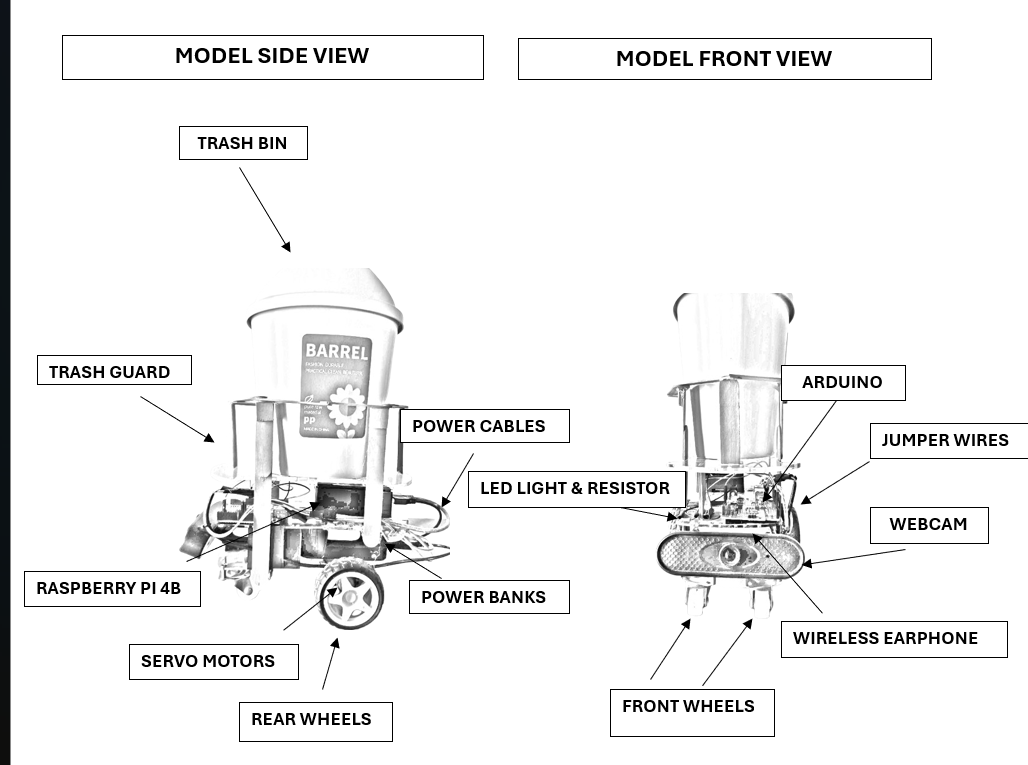 MODEL SIDE VIEW
MODEL FRONT VIEW
TRASH BIN
BARREL
TRASH GUARD
ARDUINO
PP
POWER CABLES
JUMPER WIRES
LED LIGHT & RESISTOR
WEBCAM
RASPBERRY PI 4B
POWER BANKS
WIRELESS EARPHONE
SERVO MOTORS
FRONT WHEELS
REAR WHEELS